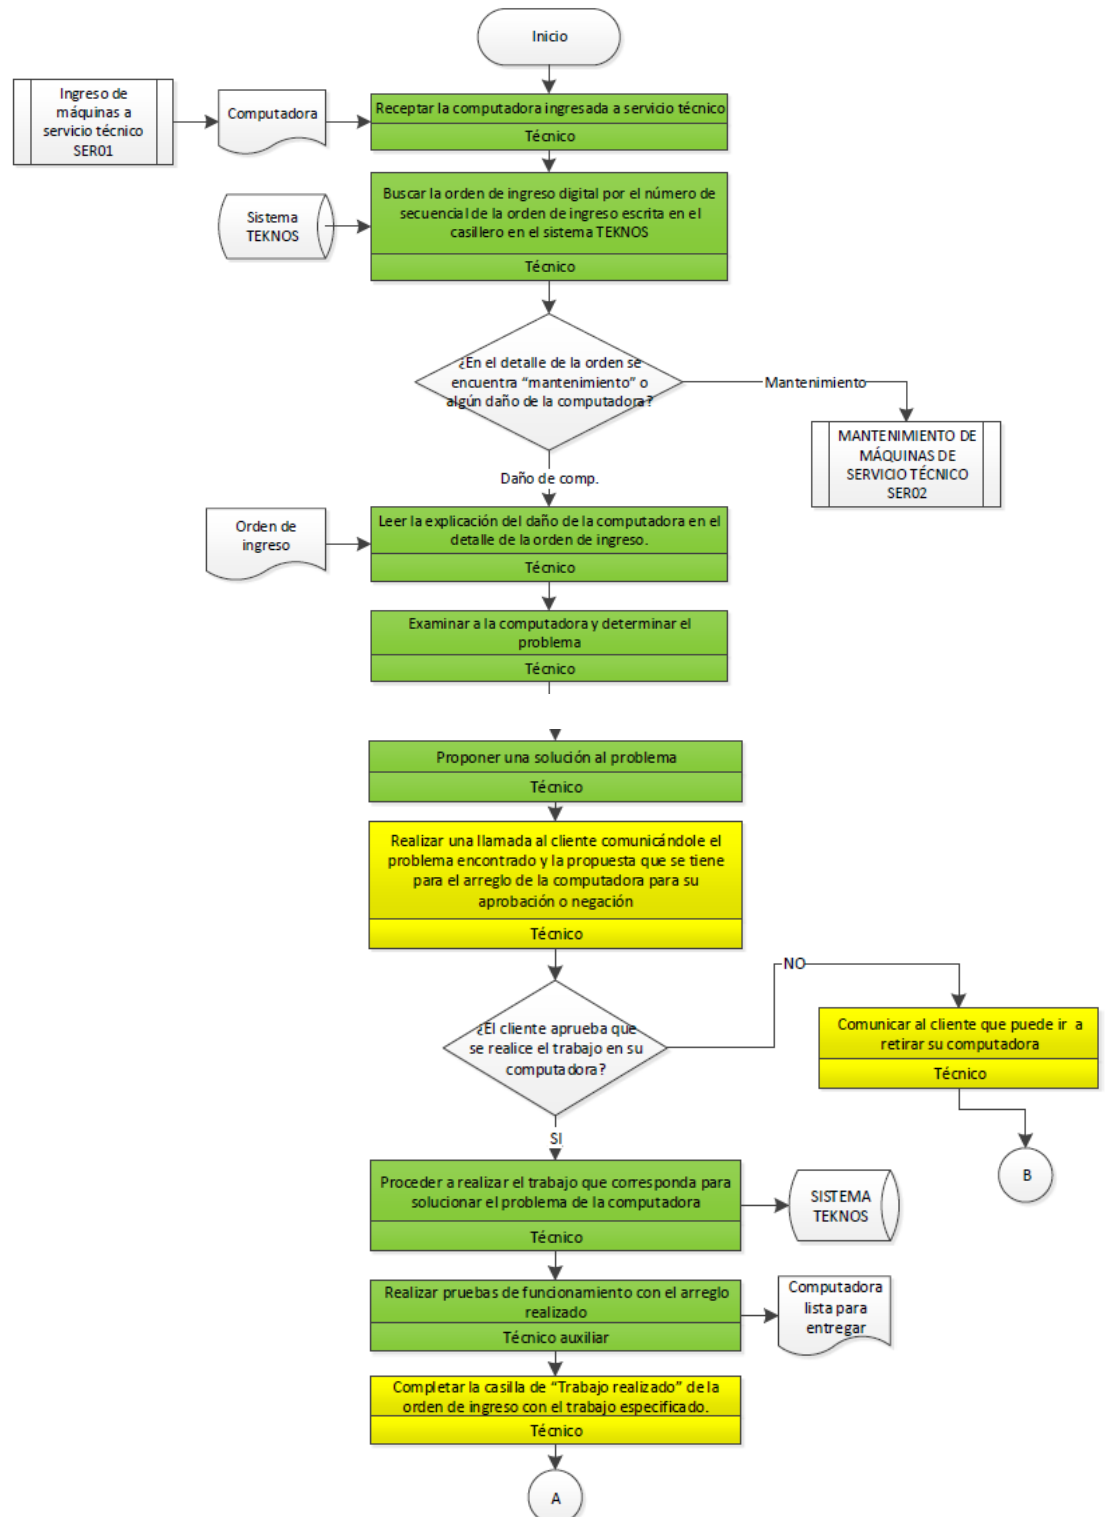 Inicio
Ingreso de
máquinas a
servicio técnico
SER01
Computadora
Receptar la computadora ingresada a servicio técnico
Técnico
Sistema
TEKNOS
Buscar la orden de ingreso digital por el número de
secuencial de la orden de ingreso escrita en el
casillero en el sistema TEKNOS
Técnico
¿En el detalle de la orden se
encuentra “mantenimiento” o
algún daño de la computadora?
Mantenimiento
MANTENIMIENTO DE
MÁQUINAS DE
SERVICIO TÉCNICO
SER02
Daño de comp.
Orden de
ingreso
Leer la explicación del daño de la computadora en el
detalle de la orden de ingreso.
Técnico
Examinar a la computadora y determinar el
problema
Técnico
Proponer una solución al problema
Técnico
Realizar una llamada al cliente comunicándole el
problema encontrado y la propuesta que se tiene
para el arreglo de la computadora para su
aprobación o negación
Técnico
¿El cliente aprueba que
se realice el trabajo en su
computadora?
NO
Comunicar al cliente que puede ir a
retirar su computadora
Técnico
B
SI
Proceder a realizar el trabajo que corresponda para
solucionar el problema de la computadora
Técnico
SISTEMA
TEKNOS
Realizar pruebas de funcionamiento con el arreglo
realizado
Técnico auxiliar
Computadora
lista para
entregar
Completar la casilla de “Trabajo realizado” de la
orden de ingreso con el trabajo especificado.
Técnico
A